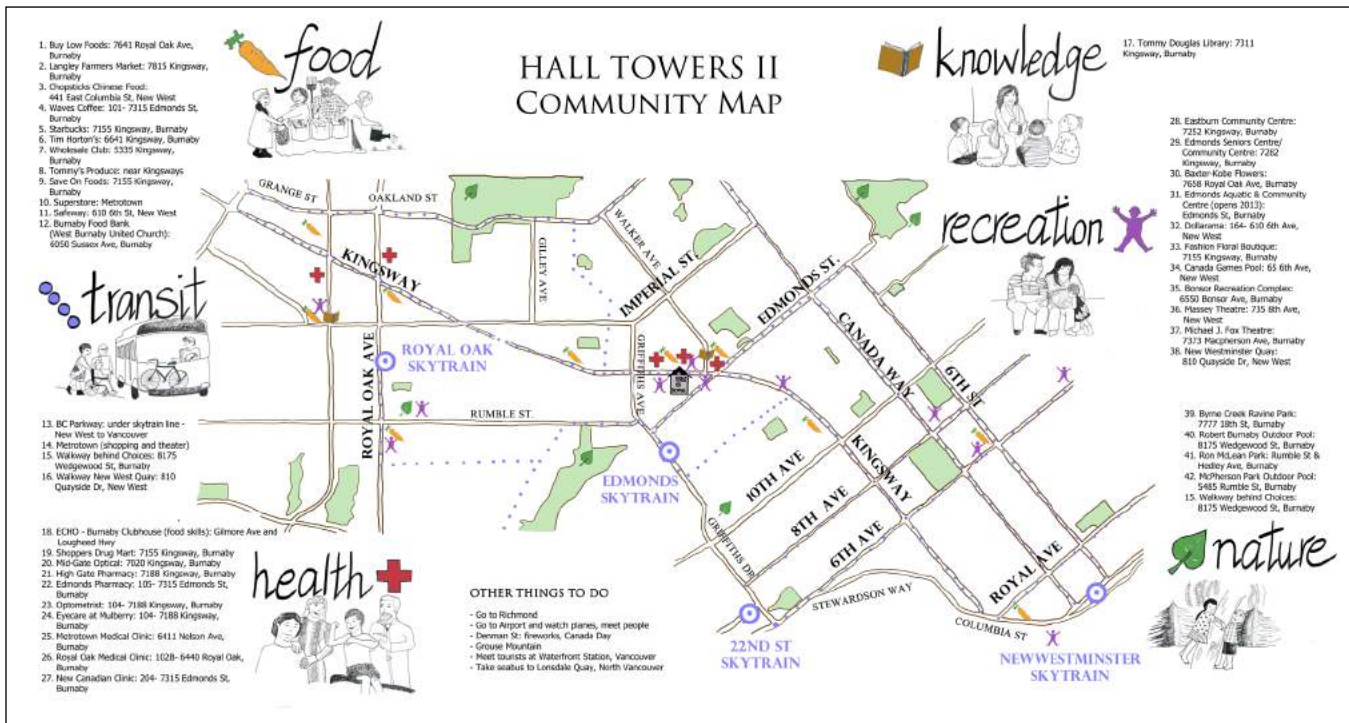 HALL TOWERS II
COMMUNITY MAP
food
1. Buy Low Foods: 7641 Royal Oak Ave,
Burnaby
2. Langley Farmers Market: 7815 Kingsway,
Burnaby
3. Chopsticks Chinese Food:
441 East Columbia St, New West
4. Waves Coffee: 101- 7315 Edmonds St,
Burnaby
5. Starbucks: 7155 Kingsway, Burnaby
6. Tim Horton's: 6641 Kingsway, Burnaby
7. Wholesale Club: 5335 Kingsway,
Burnaby
8. Tommy's Produce: near Kingsways
9. Save On Foods: 7155 Kingsway,
Burnaby
10. Superstore: Metrotown
11. Safeway: 610 6th St, New West
12. Burnaby Food Bank
(West Burnaby United Church):
6050 Sussex Ave, Burnaby
transit
13. BC Parkway: under skytrain line -
New West to Vancouver
14. Metrotown (shopping and theater)
15. Walkway behind Choices: 8175
Wedgewood St, Burnaby
16. Walkway New West Quay: 810
Quayside Dr, New West
health
18. ECHO - Burnaby Clubhouse (food skills): Gilmore Ave and
Lougheed Hwy
19. Shoppers Drug Mart: 7155 Kingsway, Burnaby
20. Mid-Gate Optical: 7020 Kingsway, Burnaby
21. High Gate Pharmacy: 7188 Kingsway, Burnaby
22. Edmonds Pharmacy: 105- 7315 Edmonds St,
Burnaby
23. Optometrist: 104- 7188 Kingsway, Burnaby
24. Eyecare at Mulberry: 104- 7188 Kingsway,
Burnaby
25. Metrotown Medical Clinic: 6411 Nelson Ave,
Burnaby
26. Royal Oak Medical Clinic: 102B- 6440 Royal Oak,
Burnaby
27. New Canadian Clinic: 204- 7315 Edmonds St,
Burnaby
OTHER THINGS TO DO
- Go to Richmond
- Go to Airport and watch planes, meet people
- Denman St: fireworks, Canada Day
- Grouse Mountain
- Meet tourists at Waterfront Station, Vancouver
- Take seabus to Lonsdale Quay, North Vancouver
knowledge
17. Tommy Douglas Library: 7311
Kingsway, Burnaby
recreation
28. Eastburn Community Centre:
7252 Kingsway, Burnaby
29. Edmonds Seniors Centre/
Community Centre: 7282
Kingsway, Burnaby
30. Baxter-Kobe Flowers:
7658 Royal Oak Ave, Burnaby
31. Edmonds Aquatic & Community
Centre (opens 2013):
Edmonds St, Burnaby
32. Dollarama: 164- 610 6th Ave,
New West
33. Fashion Floral Boutique:
7155 Kingsway, Burnaby
34. Canada Games Pool: 65 6th Ave,
New West
35. Bonsor Recreation Complex:
6550 Bonsor Ave, Burnaby
36. Massey Theatre: 735 8th Ave,
New West
37. Michael J. Fox Theatre:
7373 Macpherson Ave, Burnaby
38. New Westminster Quay:
810 Quayside Dr, New West
nature
39. Byrne Creek Ravine Park:
7777 18th St, Burnaby
40. Robert Burnaby Outdoor Pool:
8175 Wedgewood St, Burnaby
41. Ron McLean Park: Rumble St &
Hedley Ave, Burnaby
42. McPherson Park Outdoor Pool:
5485 Rumble St, Burnaby
15. Walkway behind Choices:
8175 Wedgewood St, Burnaby
GRANGE ST
OAKLAND ST
KINGSWAY
GILLEY AVE
WALKER AVE
IMPERIAL ST.
EDMONDS ST.
CANADA WAY
6TH ST
ROYAL OAK AVE
ROYAL OAK
SKYTRAIN
GRIFFITHS AVE
RUMBLE ST.
EDMONDS
SKYTRAIN
10TH AVE
KINGSWAY
8TH AVE
6TH AVE
GRIFFITHS DR
ROYAL AVE
STEWARDSON WAY
COLUMBIA ST
22ND ST
SKYTRAIN
NEWWESTMINSTER
SKYTRAIN